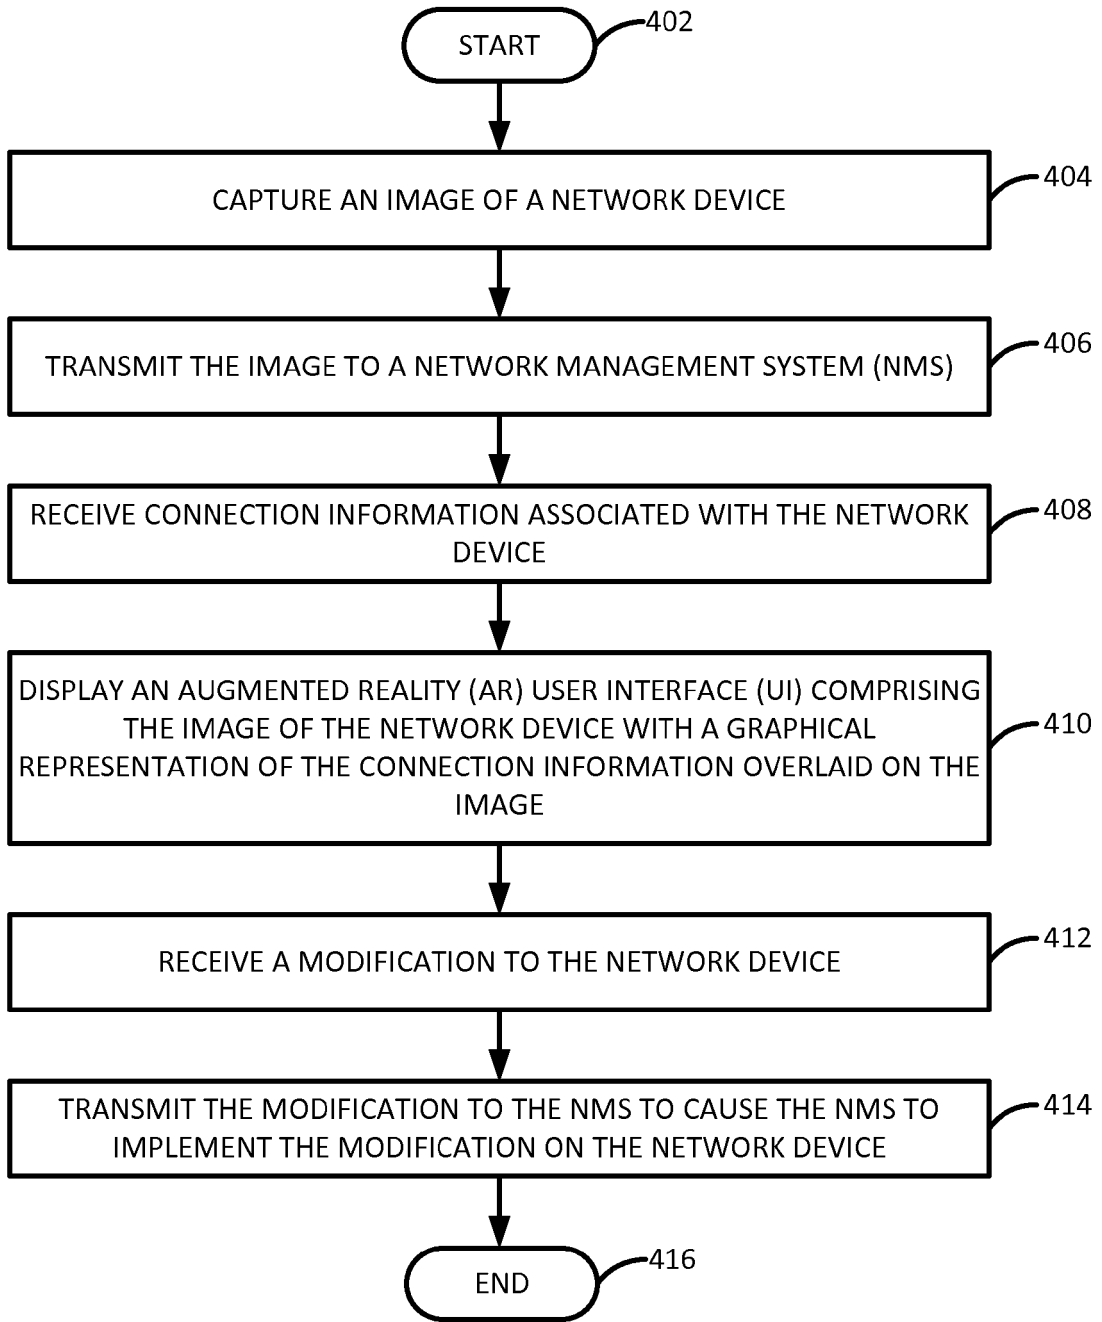 START
402
CAPTURE AN IMAGE OF A NETWORK DEVICE
404
TRANSMIT THE IMAGE TO A NETWORK MANAGEMENT SYSTEM (NMS)
406
RECEIVE CONNECTION INFORMATION ASSOCIATED WITH THE NETWORK
DEVICE
408
DISPLAY AN AUGMENTED REALITY (AR) USER INTERFACE (UI) COMPRISING
THE IMAGE OF THE NETWORK DEVICE WITH A GRAPHICAL
REPRESENTATION OF THE CONNECTION INFORMATION OVERLAID ON THE
IMAGE
410
RECEIVE A MODIFICATION TO THE NETWORK DEVICE
412
TRANSMIT THE MODIFICATION TO THE NMS TO CAUSE THE NMS TO
IMPLEMENT THE MODIFICATION ON THE NETWORK DEVICE
414
END
416